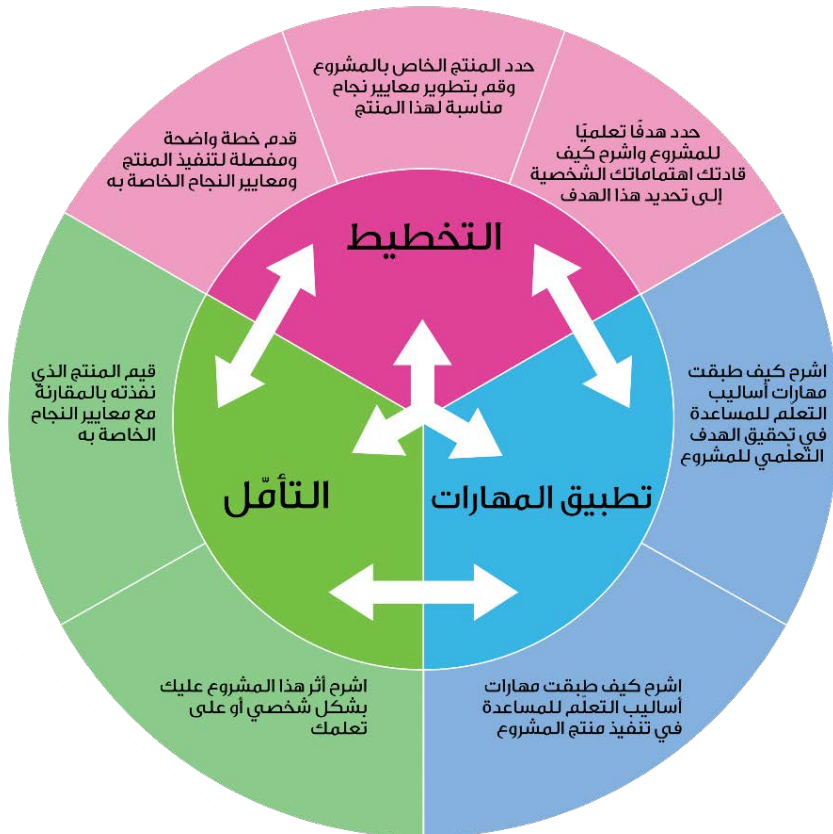 حدد المنتج الخاص بالمشروع
وقم بتطوير معايير نجاح
مناسبة لهذا المنتج
حدد هدفًا تعلميًا
للمشروع واشرح كيف
قادتك اهتماماتك الشخصية
إلى تحديد هذا الهدف
قدم خطة واضحة
ومفصلة لتنفيذ المنتج
ومعايير النجاح الخاصة به
التخطيط
اشرح كيف طبقت
مهارات أساليب
التعلّم للمساعدة
في تحقيق الهدف
التعلّمي للمشروع
قيم المنتج الذي
نفذته بالمقارنة
مع معايير النجاح
الخاصة به
تطبيق المهارات
التأمّل
اشرح كيف طبقت مهارات
أساليب التعلّم للمساعدة
في تنفيذ منتج المشروع
اشرح أثر هذا المشروع عليك
بشكل شخصي أو على
تعلمك